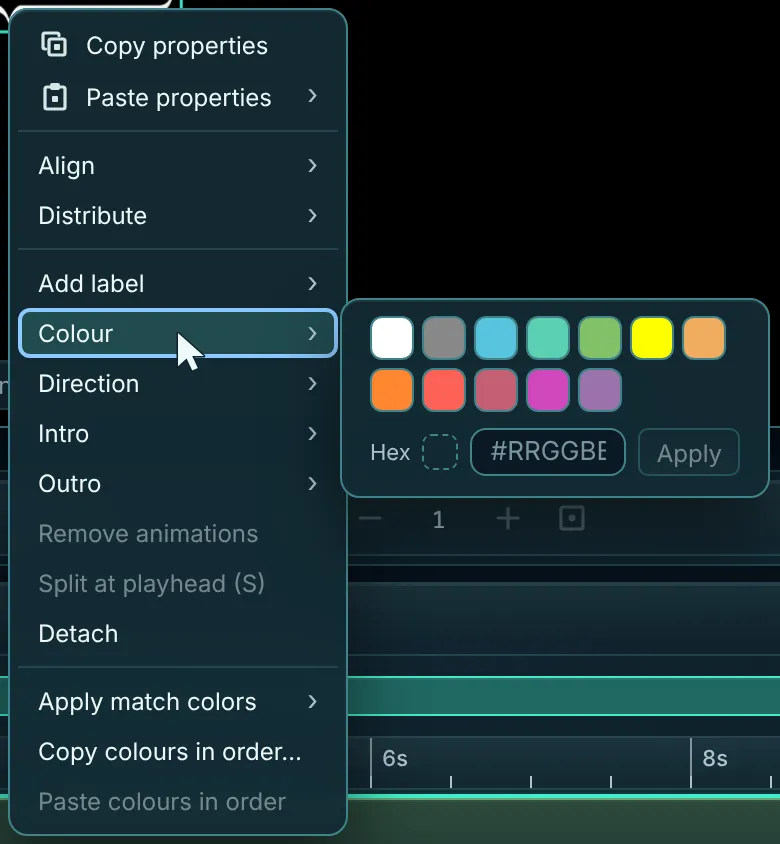 Copy properties
Paste properties
Align
Distribute
Add label
Colour
Direction
Intro
Outro
Remove animations
Split at playhead (S)
Detach
Apply match colors
Copy colours in order...
Paste colours in order
Hex #RRGGBE Apply
1
6s 8s